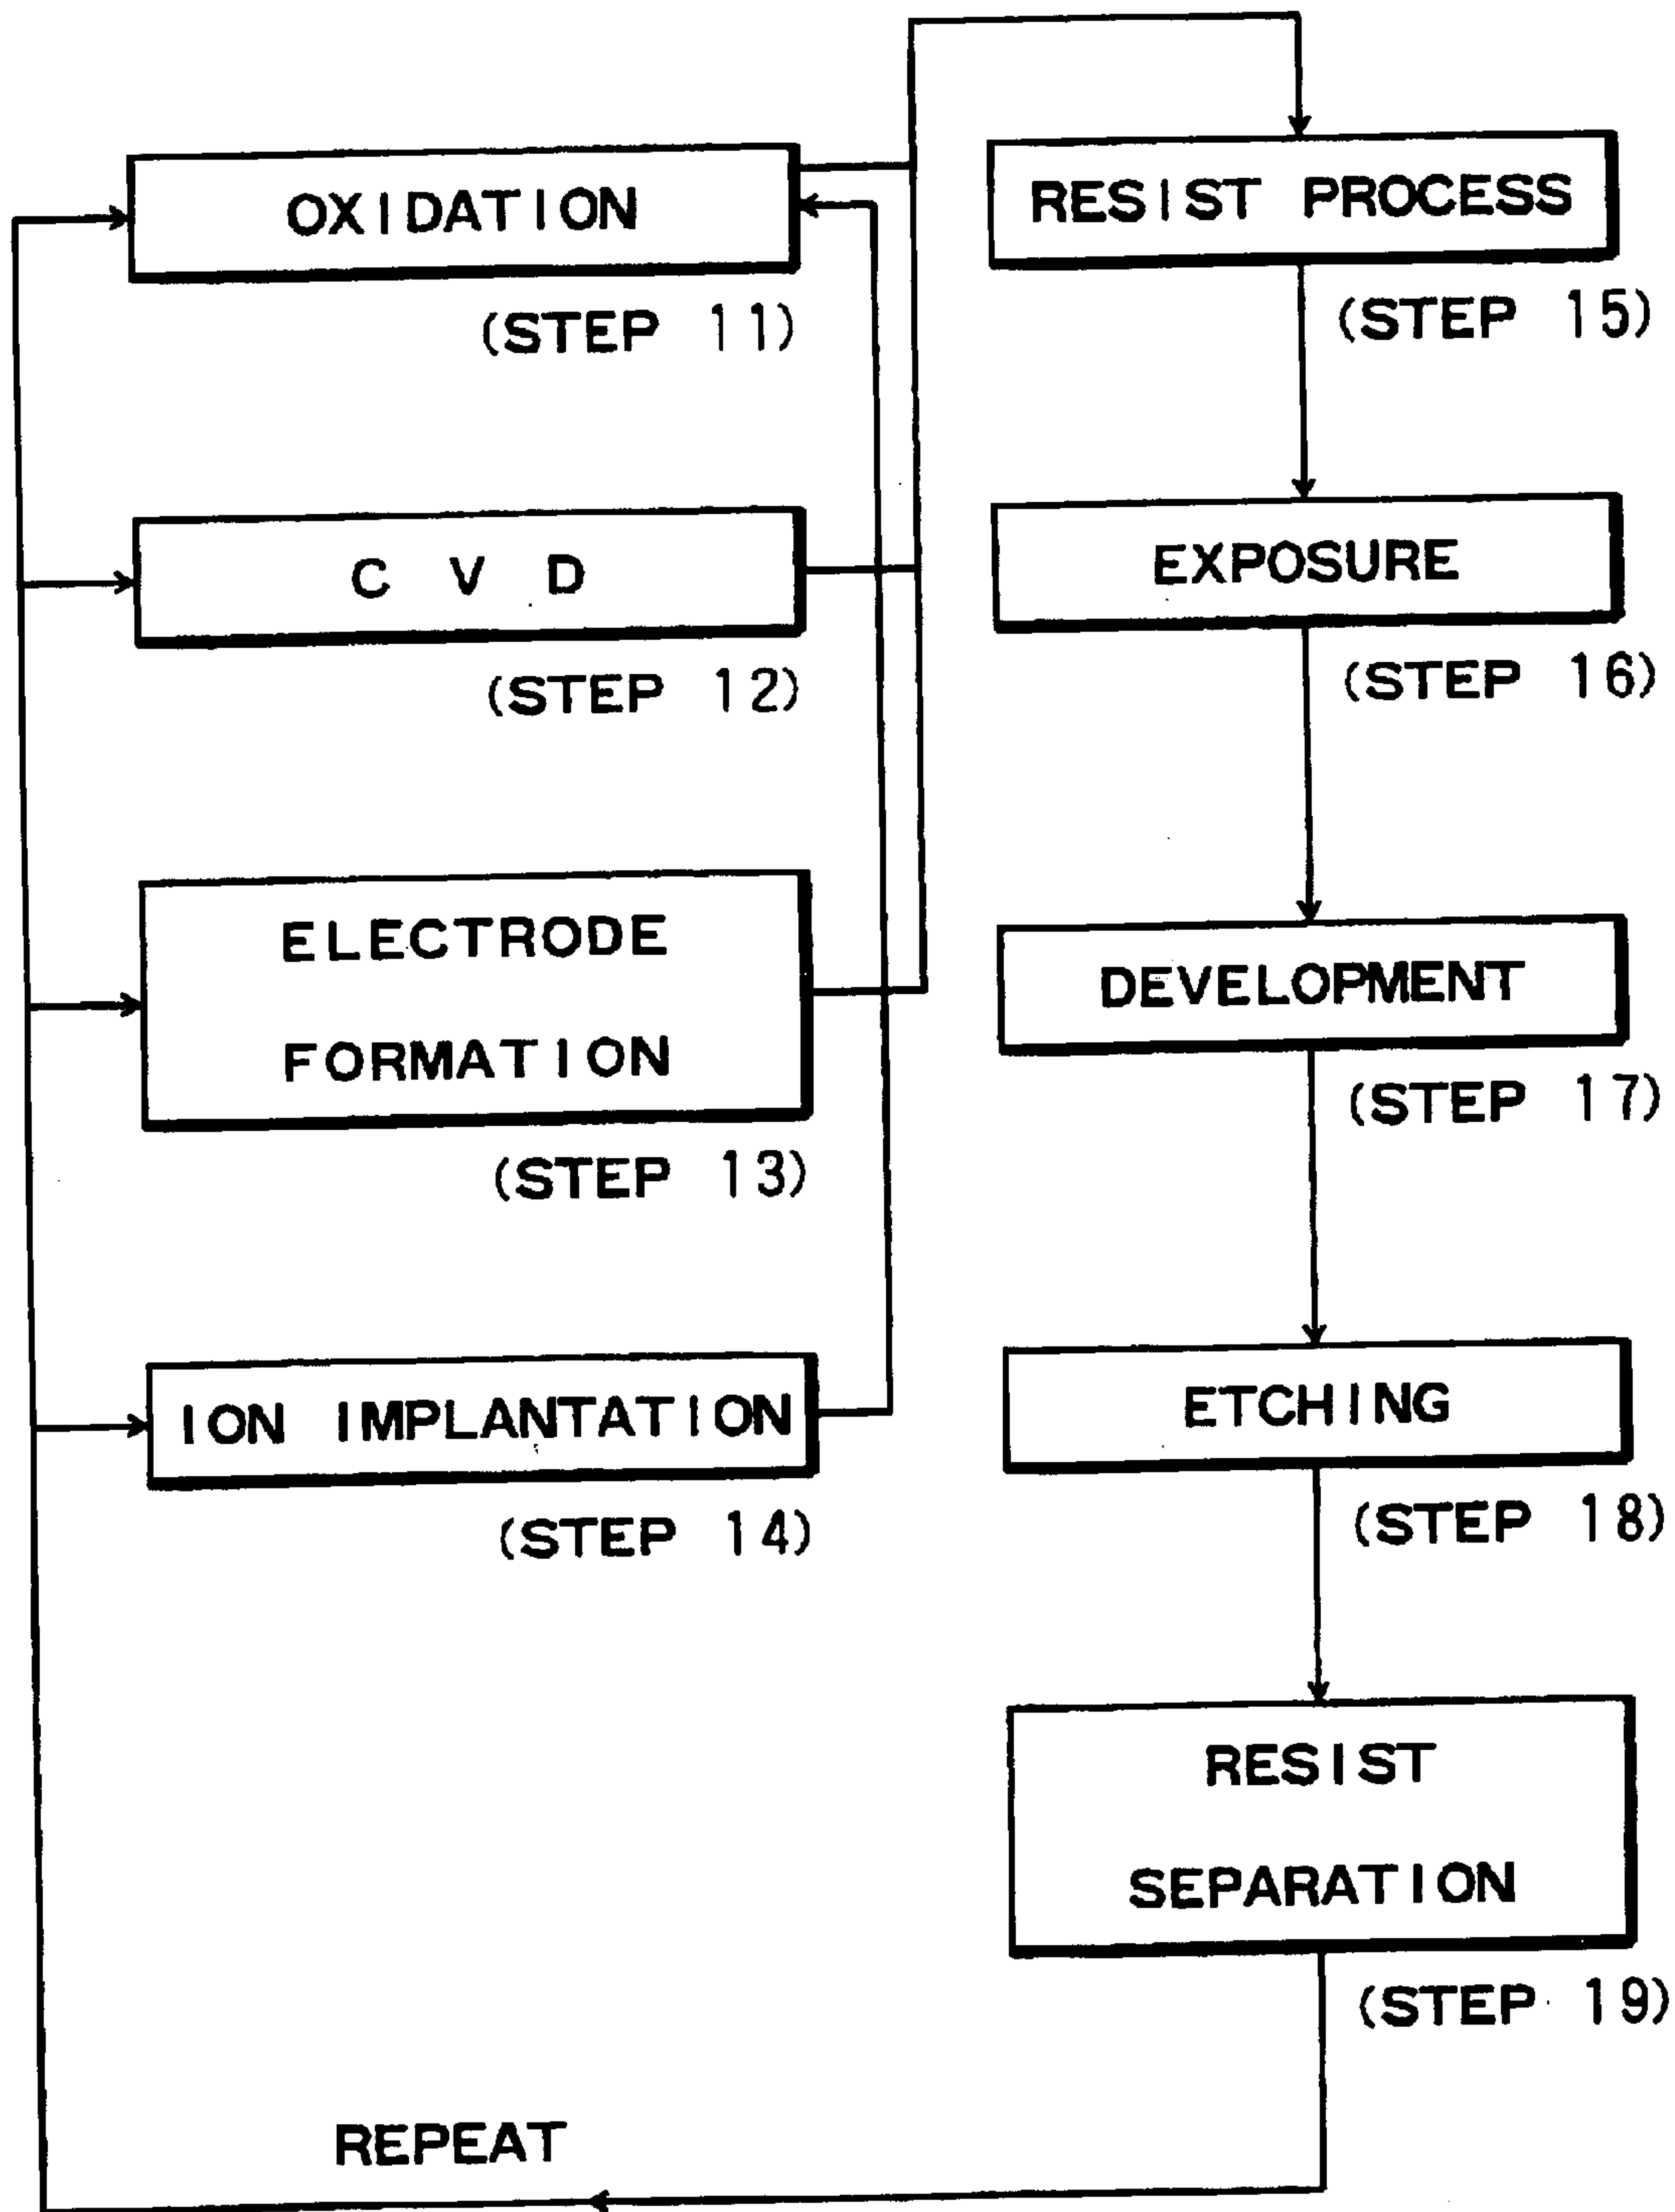 OXIDATION
(STEP 11)
C V D
(STEP 12)
ELECTRODE
FORMATION
(STEP 13)
ION IMPLANTATION
(STEP 14)
RESIST PROCESS
(STEP 15)
EXPOSURE
(STEP 16)
DEVELOPMENT
(STEP 17)
ETCHING
(STEP 18)
RESIST
SEPARATION
(STEP 19)
REPEAT